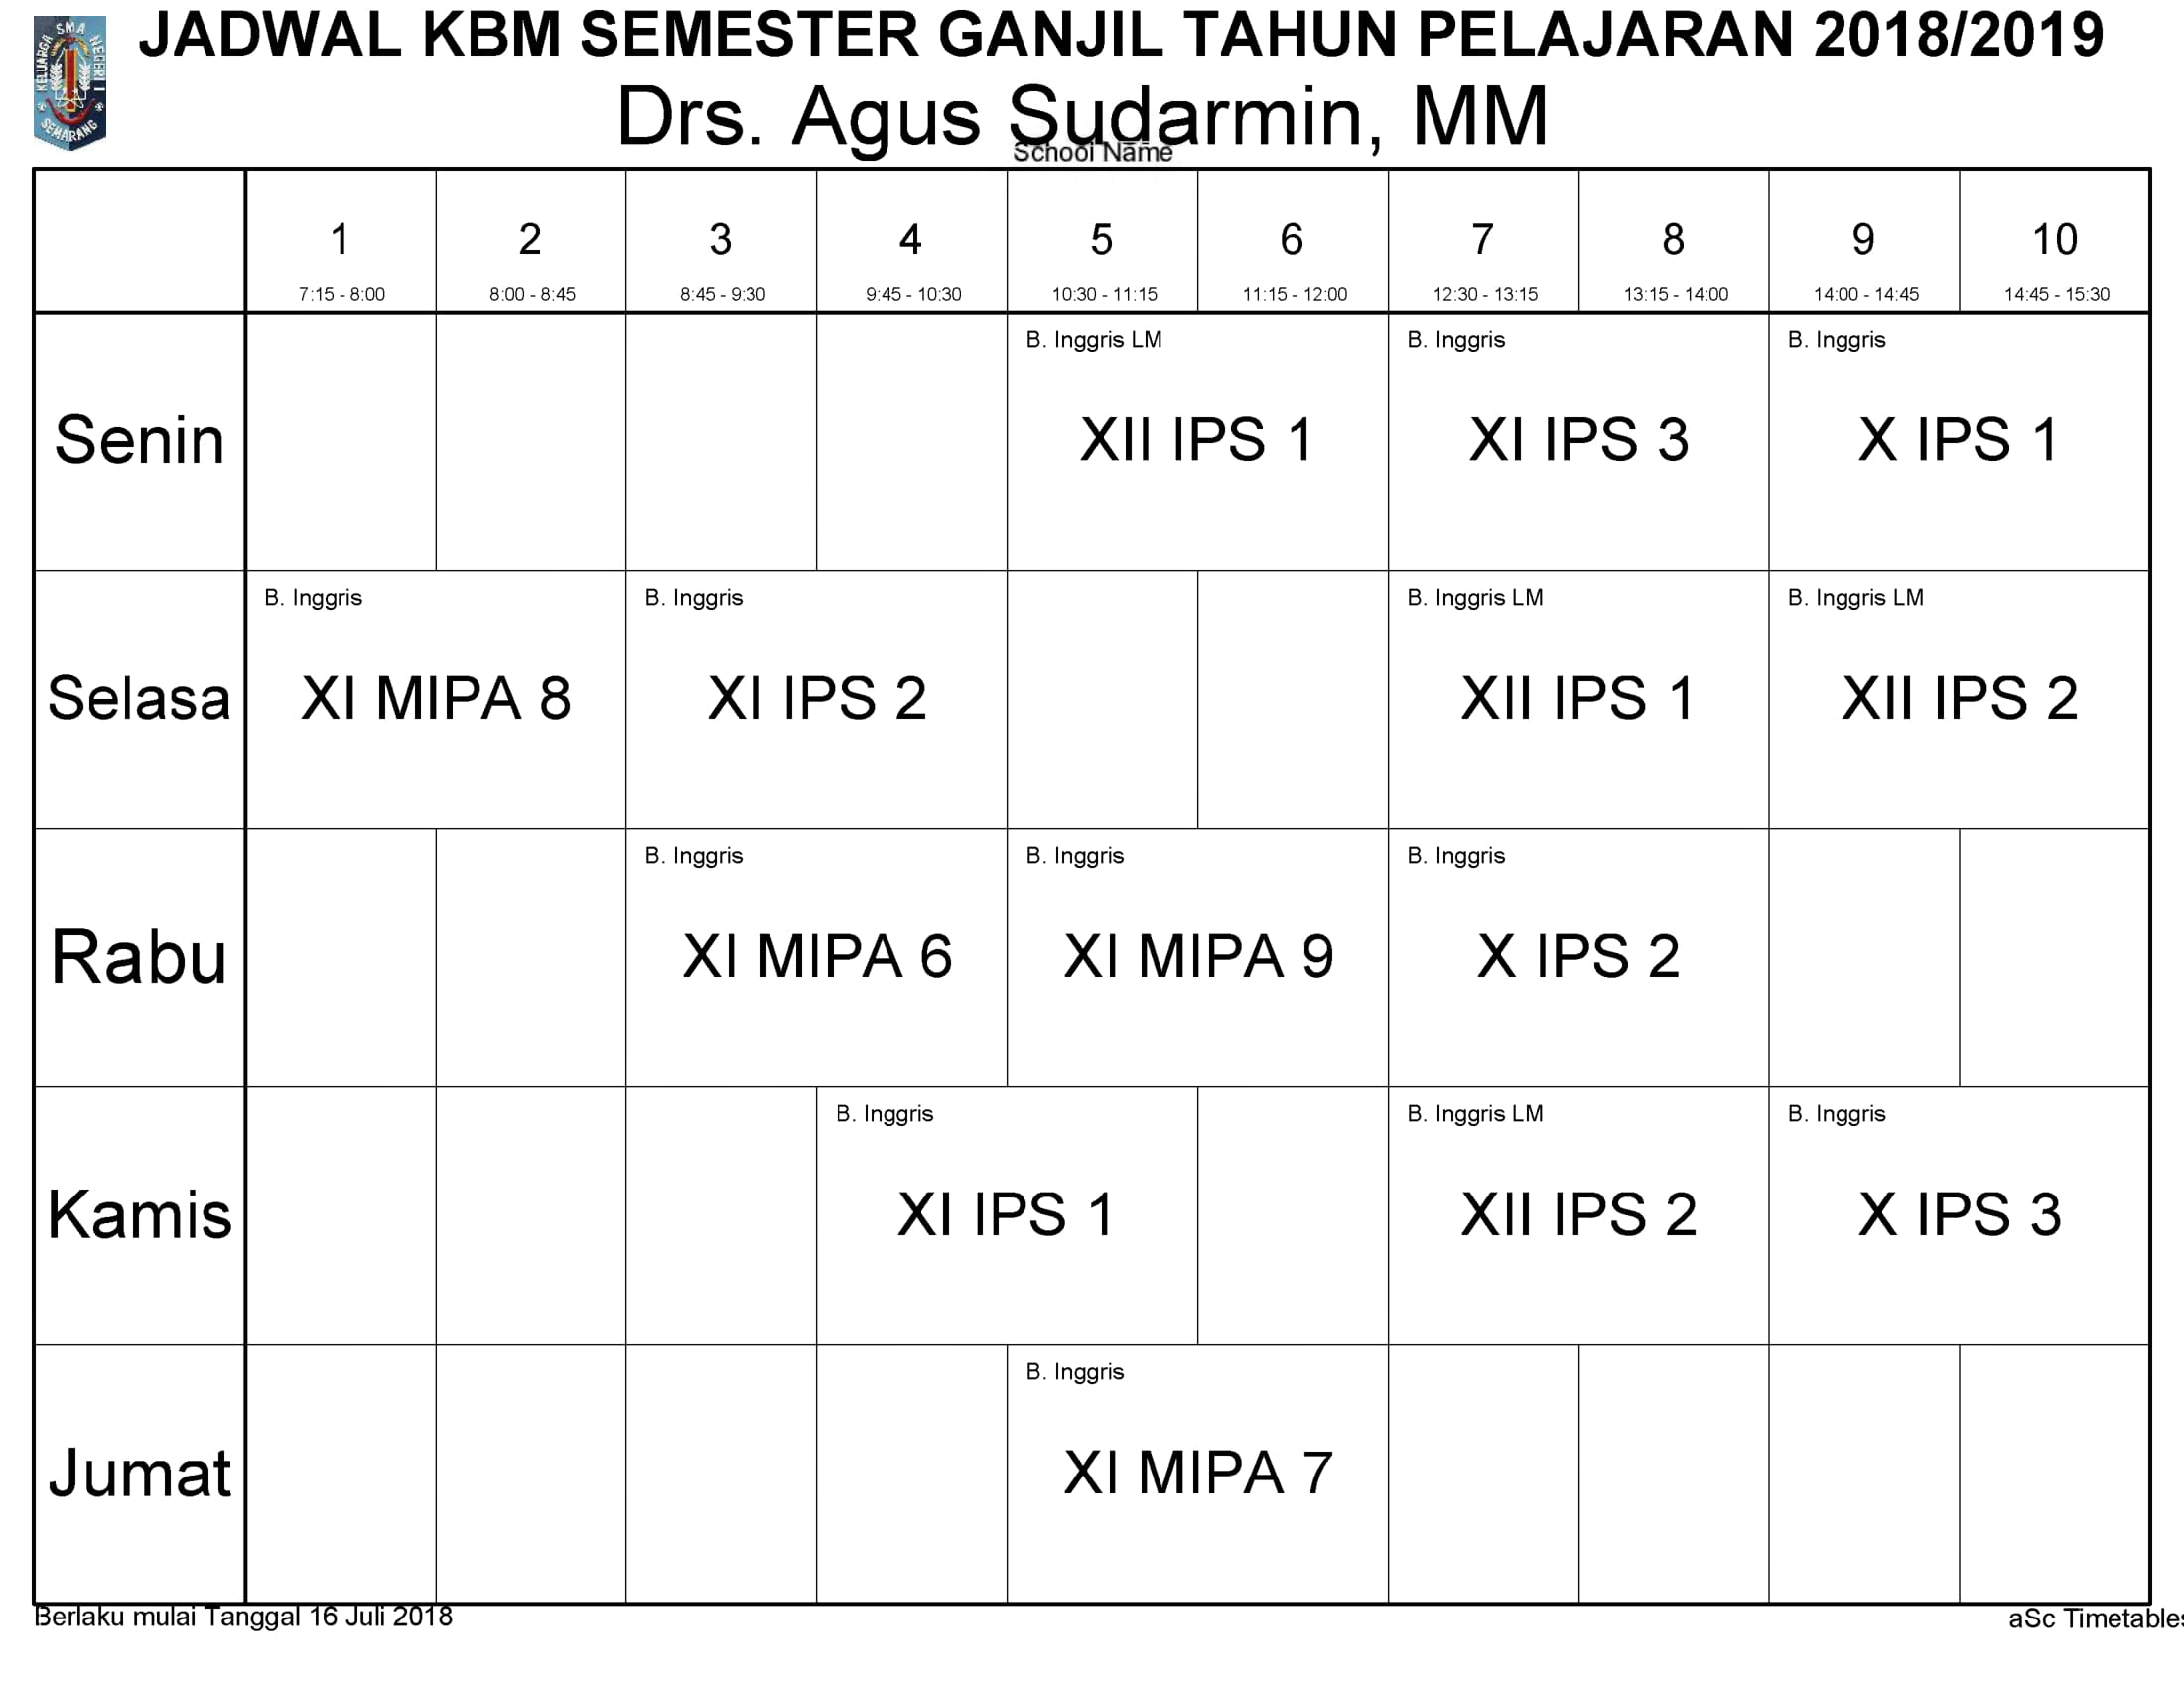 KELUARGA SMA NEGERI I
SEMARANG
JADWAL KBM SEMESTER GANJIL TAHUN PELAJARAN 2018/2019
Drs. Agus Sudarmin, MM
School Name
1 2 3 4 5 6 7 8 9 10
7:15 - 8:00 8:00 - 8:45 8:45 - 9:30 9:45 - 10:30 10:30 - 11:15 11:15 - 12:00 12:30 - 13:15 13:15 - 14:00 14:00 - 14:45 14:45 - 15:30
B. Inggris LM B. Inggris B. Inggris
Senin XII IPS 1 XI IPS 3 X IPS 1
B. Inggris B. Inggris B. Inggris LM B. Inggris LM
Selasa XI MIPA 8 XI IPS 2 XII IPS 1 XII IPS 2
B. Inggris B. Inggris B. Inggris
Rabu XI MIPA 6 XI MIPA 9 X IPS 2
B. Inggris B. Inggris LM B. Inggris
Kamis XI IPS 1 XII IPS 2 X IPS 3
B. Inggris
Jumat XI MIPA 7
Berlaku mulai Tanggal 16 Juli 2018 aSc Timetables